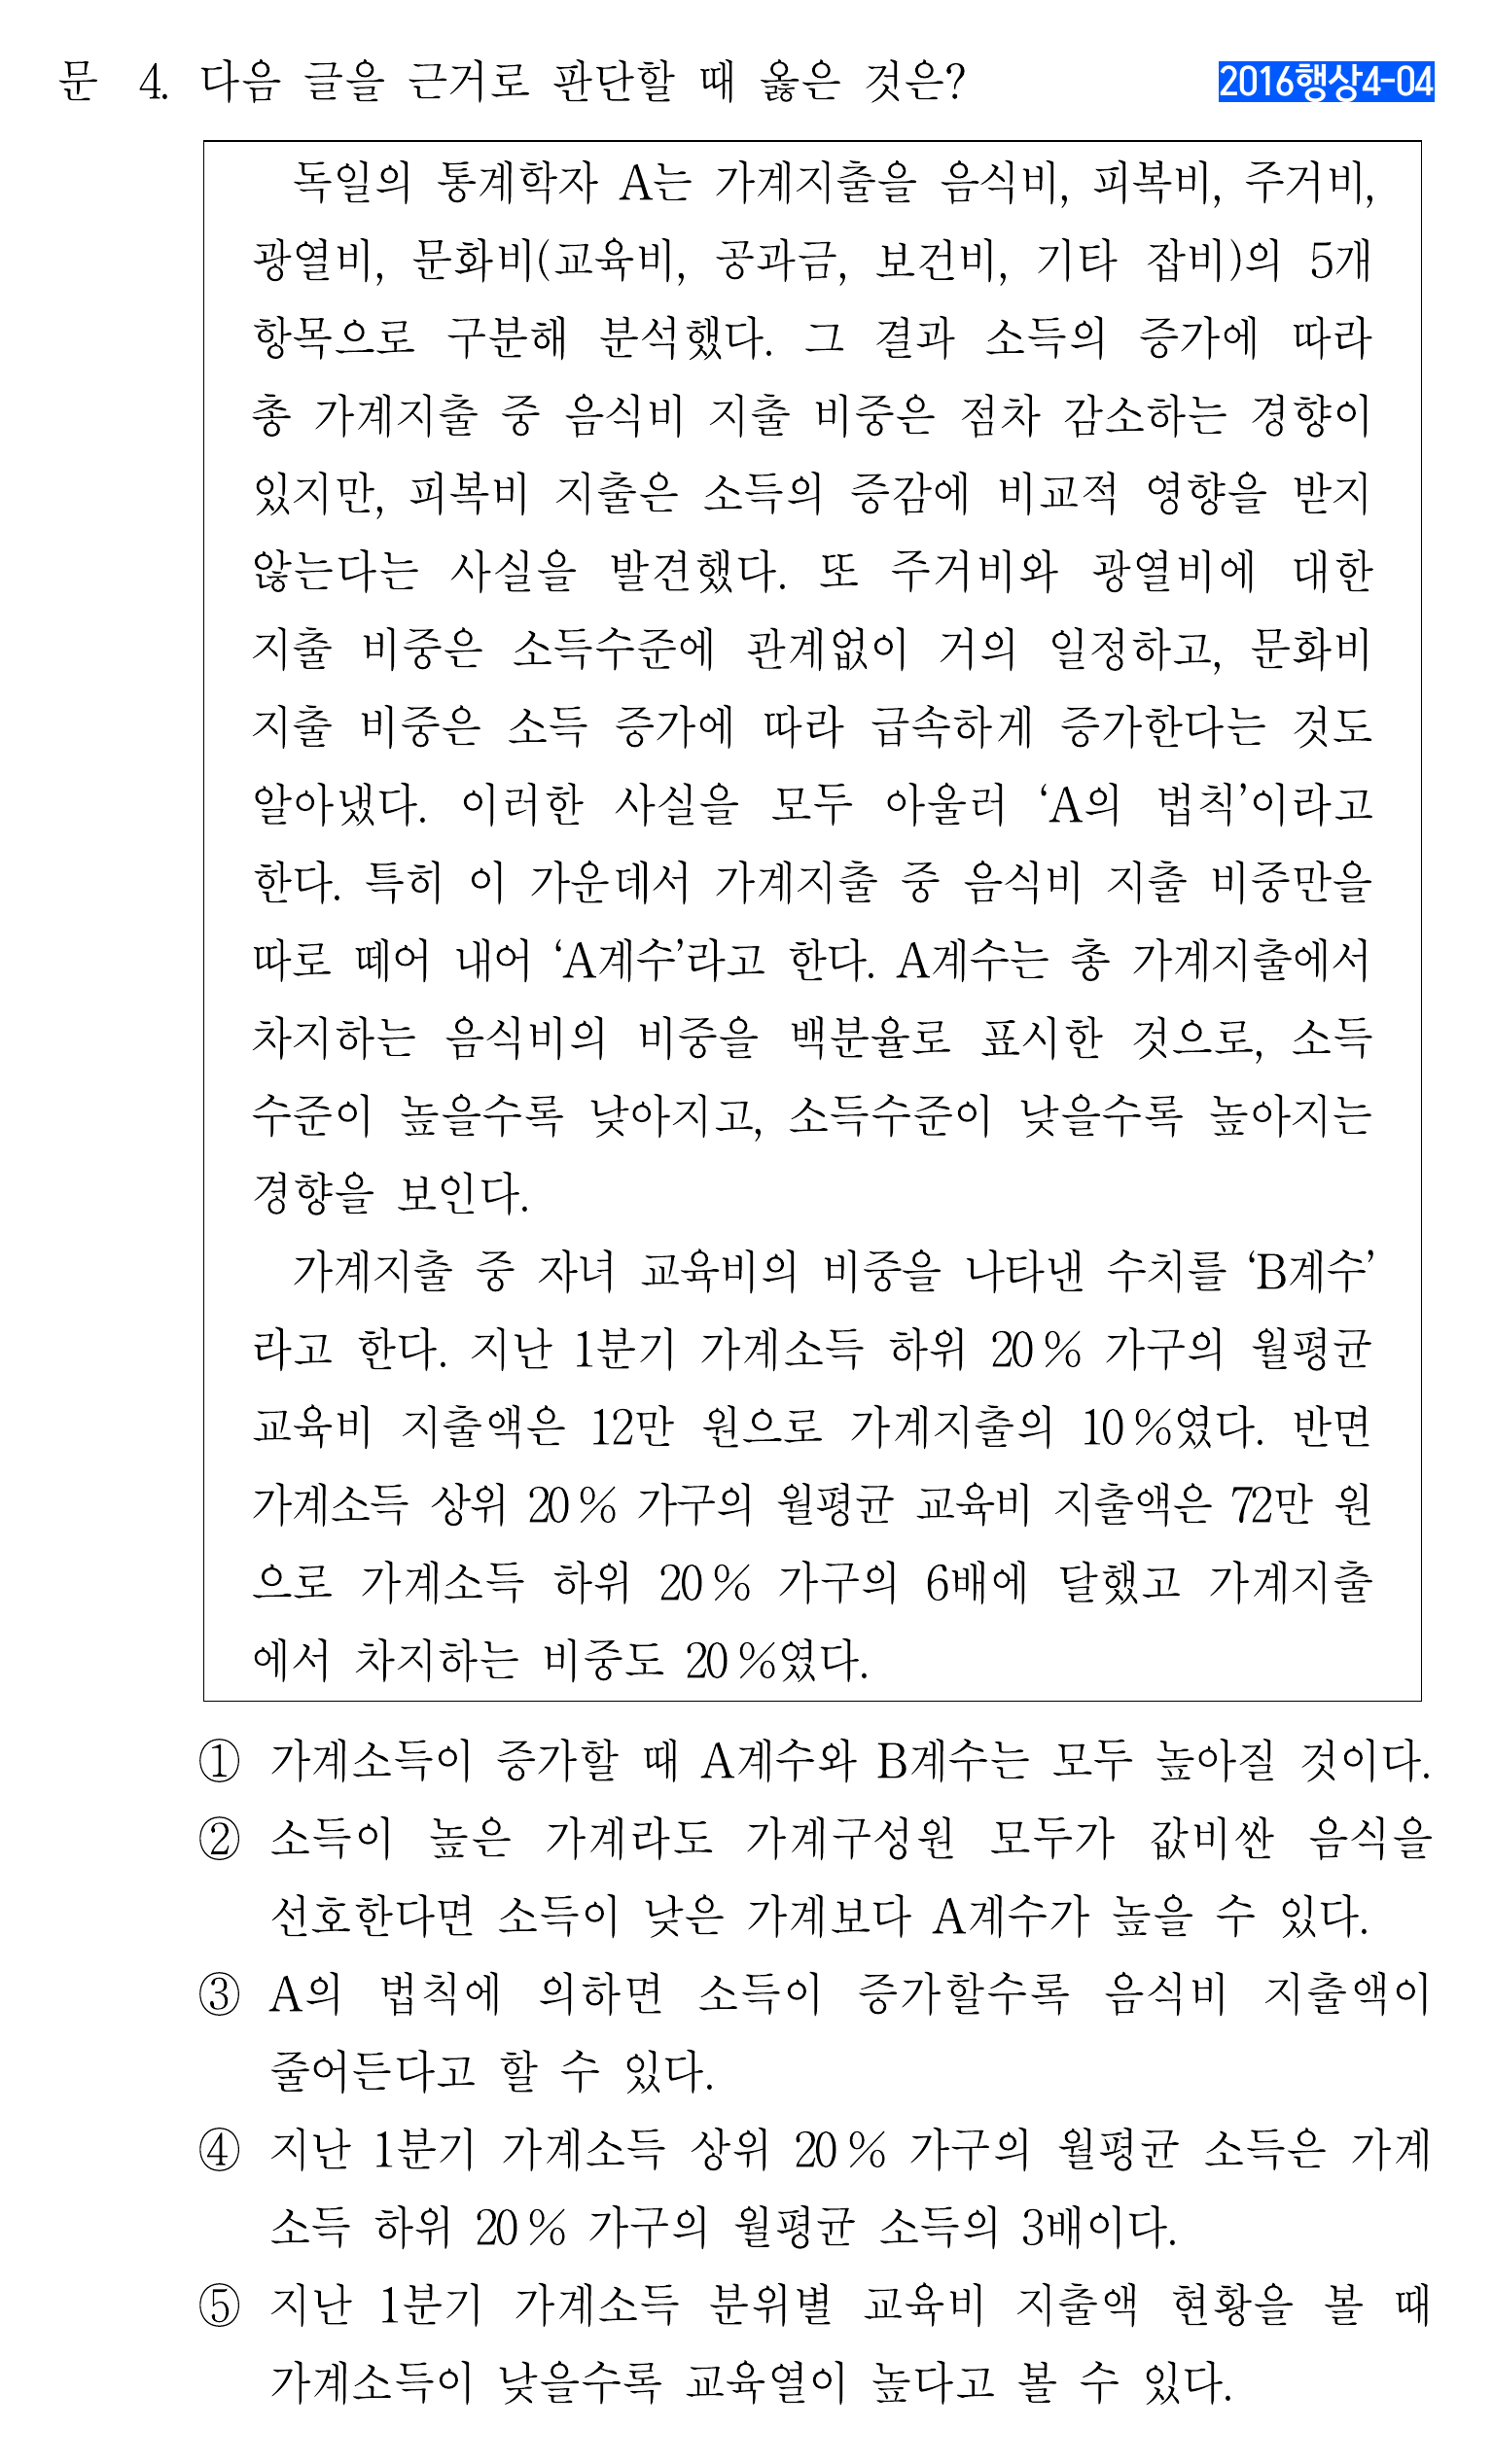 문 4. 다음 글을 근거로 판단할 때 옳은 것은?
2016행상4-04
독일의 통계학자 A는 가계지출을 음식비, 피복비, 주거비,
광열비, 문화비(교육비, 공과금, 보건비, 기타 잡비)의 5개
항목으로 구분해 분석했다. 그 결과 소득의 증가에 따라
총 가계지출 중 음식비 지출 비중은 점차 감소하는 경향이
있지만, 피복비 지출은 소득의 증감에 비교적 영향을 받지
않는다는 사실을 발견했다. 또 주거비와 광열비에 대한
지출 비중은 소득수준에 관계없이 거의 일정하고, 문화비
지출 비중은 소득 증가에 따라 급속하게 증가한다는 것도
알아냈다. 이러한 사실을 모두 아울러 ‘A의 법칙’이라고
한다. 특히 이 가운데서 가계지출 중 음식비 지출 비중만을
따로 떼어 내어 ‘A계수’라고 한다. A계수는 총 가계지출에서
차지하는 음식비의 비중을 백분율로 표시한 것으로, 소득
수준이 높을수록 낮아지고, 소득수준이 낮을수록 높아지는
경향을 보인다.
가계지출 중 자녀 교육비의 비중을 나타낸 수치를 ‘B계수’
라고 한다. 지난 1분기 가계소득 하위 20% 가구의 월평균
교육비 지출액은 12만 원으로 가계지출의 10%였다. 반면
가계소득 상위 20% 가구의 월평균 교육비 지출액은 72만 원
으로 가계소득 하위 20% 가구의 6배에 달했고 가계지출
에서 차지하는 비중도 20%였다.
① 가계소득이 증가할 때 A계수와 B계수는 모두 높아질 것이다.
② 소득이 높은 가계라도 가계구성원 모두가 값비싼 음식을
선호한다면 소득이 낮은 가계보다 A계수가 높을 수 있다.
③ A의 법칙에 의하면 소득이 증가할수록 음식비 지출액이
줄어든다고 할 수 있다.
④ 지난 1분기 가계소득 상위 20% 가구의 월평균 소득은 가계
소득 하위 20% 가구의 월평균 소득의 3배이다.
⑤ 지난 1분기 가계소득 분위별 교육비 지출액 현황을 볼 때
가계소득이 낮을수록 교육열이 높다고 볼 수 있다.